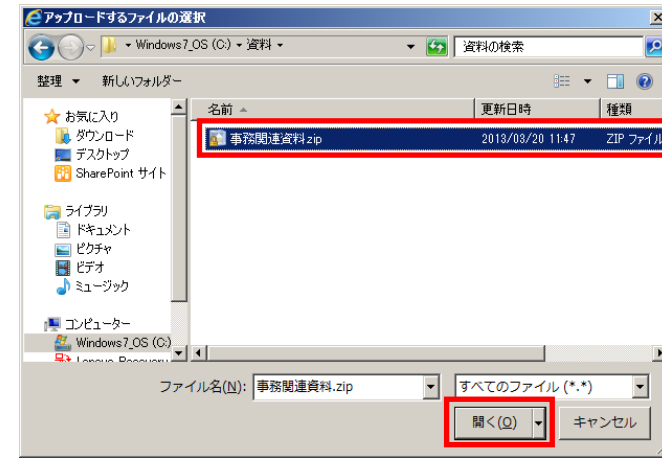 アップロードするファイルの選択
Windows7_OS (C:) 資料 資料の検索
整理 新しいフォルダー
名前 更新日時 種類
お気に入り
ダウンロード
デスクトップ
SharePoint サイト
事務関連資料.zip 2013/03/20 11:47 ZIP ファイル
ライブラリ
ドキュメント
ピクチャ
ビデオ
ミュージック
コンピューター
Windows7_OS (C:)
Lenovo Recovery
ファイル名(N): 事務関連資料.zip すべてのファイル (*.*)
開く(O) キャンセル